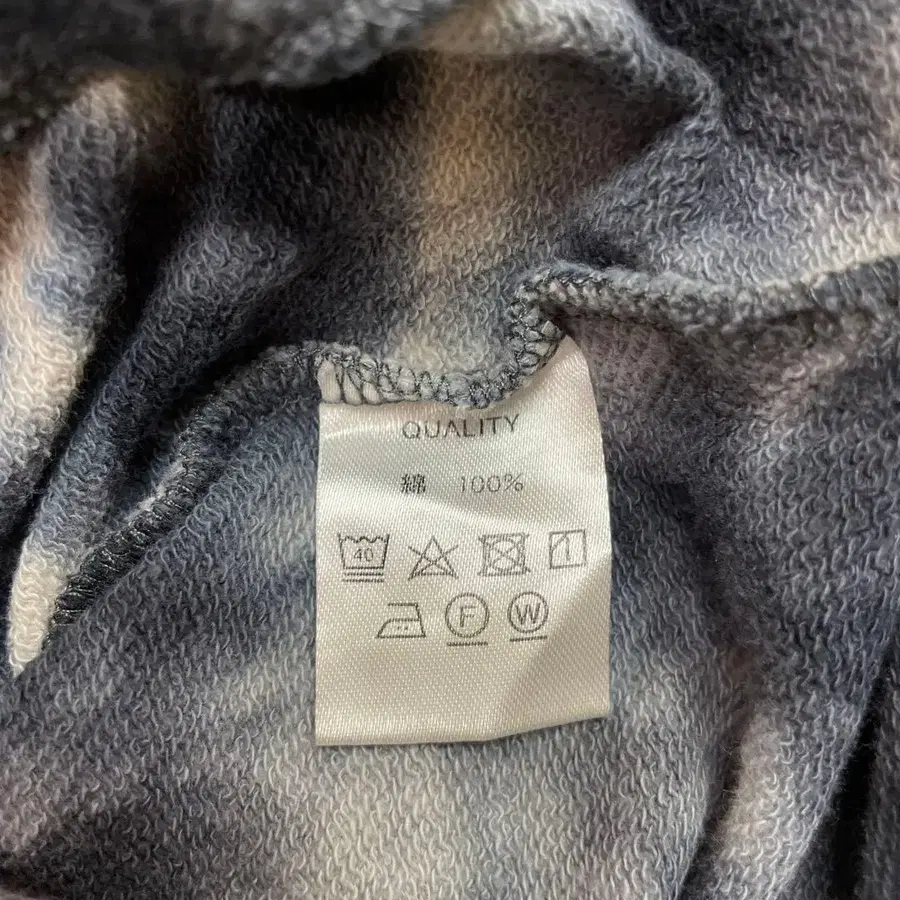 QUALITY
綿 100%
40
F W